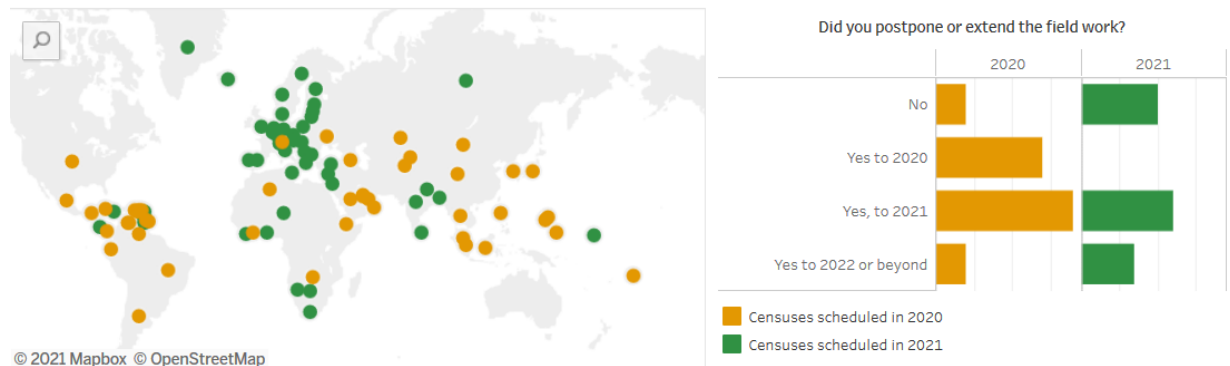 Did you postpone or extend the field work?
2020 2021
No
Yes to 2020
Yes, to 2021
Yes to 2022 or beyond
Censuses scheduled in 2020
Censuses scheduled in 2021
© 2021 Mapbox © OpenStreetMap